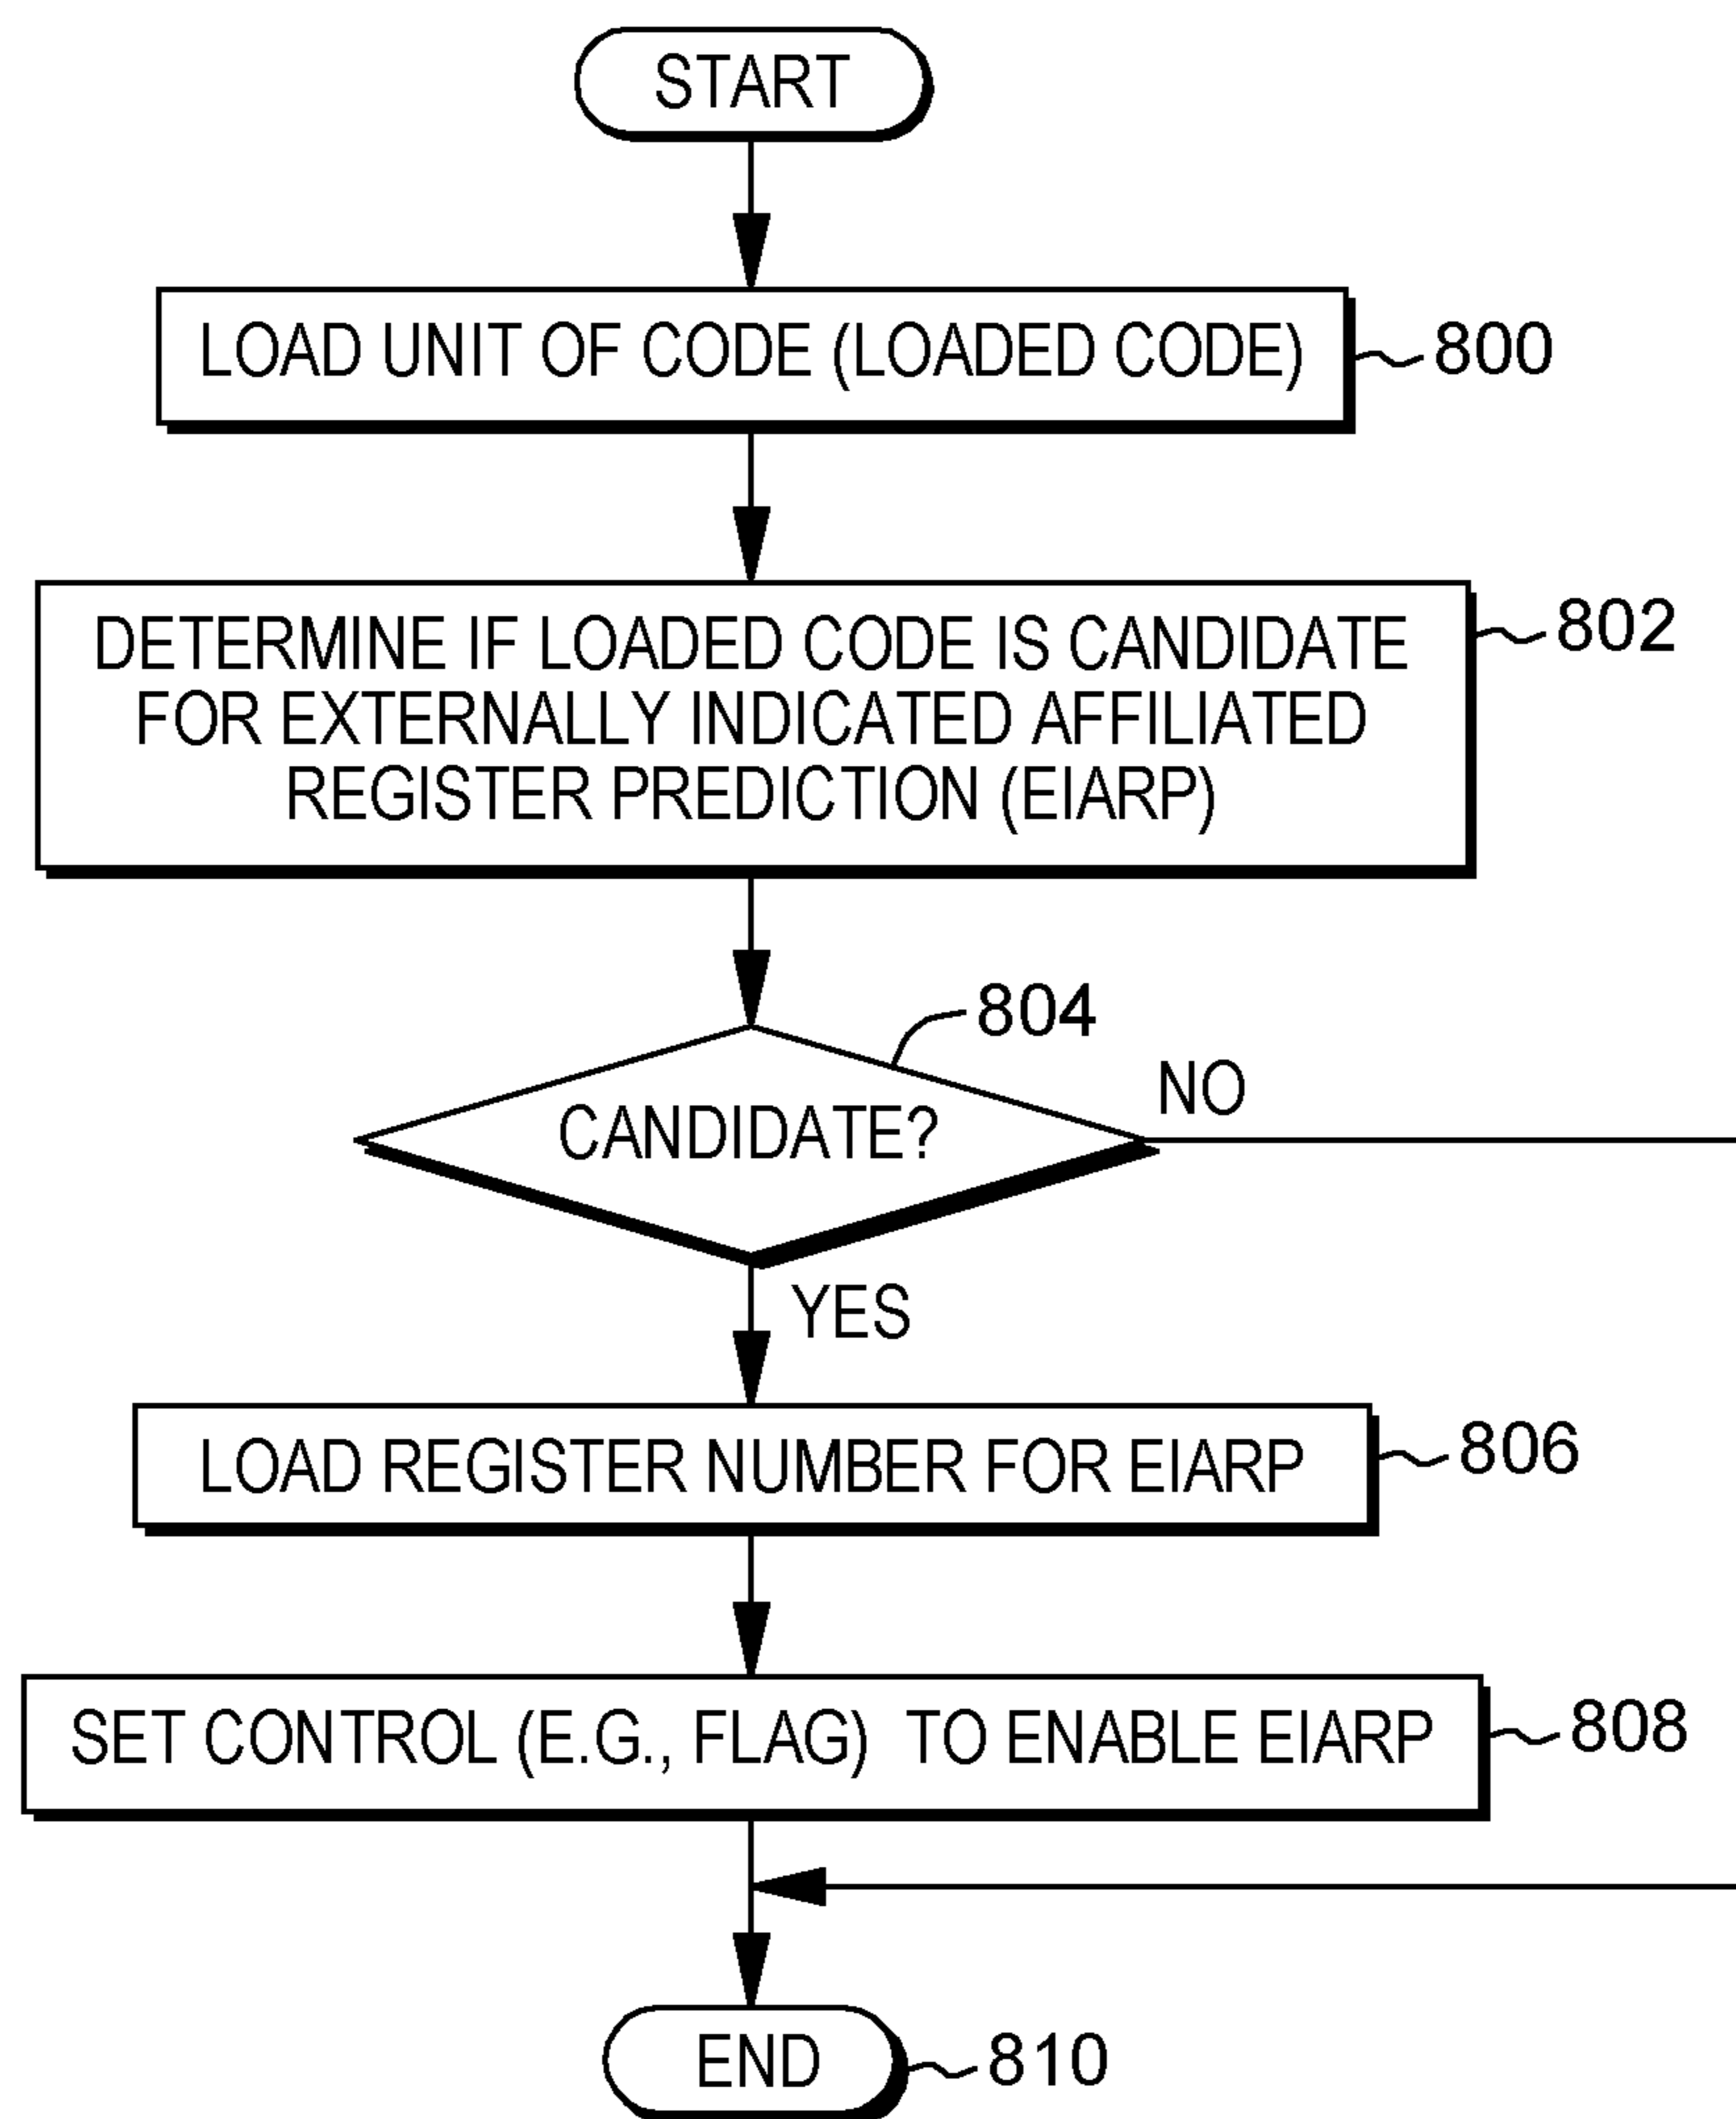 START
LOAD UNIT OF CODE (LOADED CODE)
800
DETERMINE IF LOADED CODE IS CANDIDATE
FOR EXTERNALLY INDICATED AFFILIATED
REGISTER PREDICTION (EIARP)
802
804
CANDIDATE?
NO
YES
LOAD REGISTER NUMBER FOR EIARP
806
SET CONTROL (E.G., FLAG) TO ENABLE EIARP
808
END
810